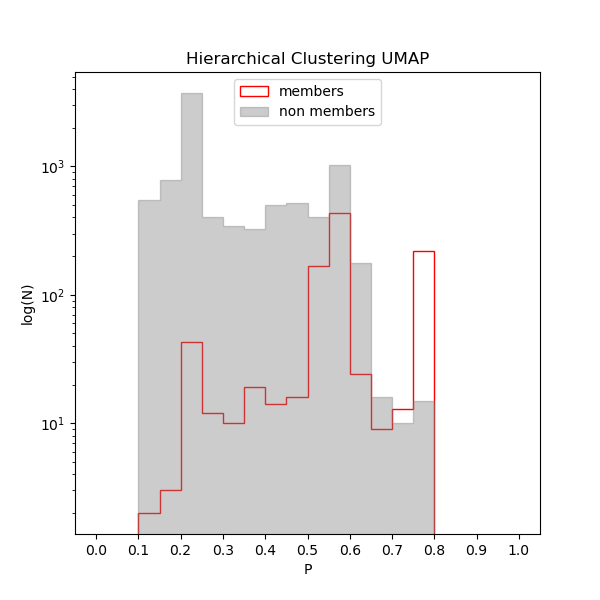 Hierarchical Clustering UMAP
members
non members
10³
10²
10¹
log(N)
0.0 0.1 0.2 0.3 0.4 0.5 0.6 0.7 0.8 0.9 1.0
P